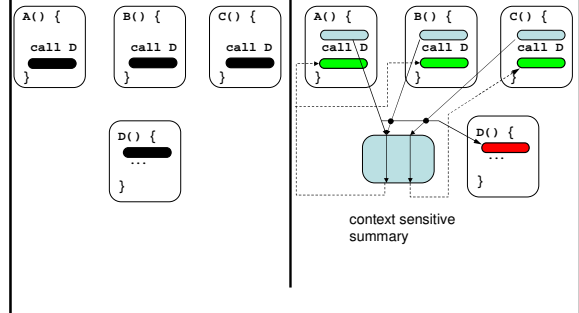 A() {
call D
}
B() {
call D
}
C() {
call D
}
D() {
...
}
A() {
call D
}
B() {
call D
}
C() {
call D
}
D() {
...
}
context sensitive
summary